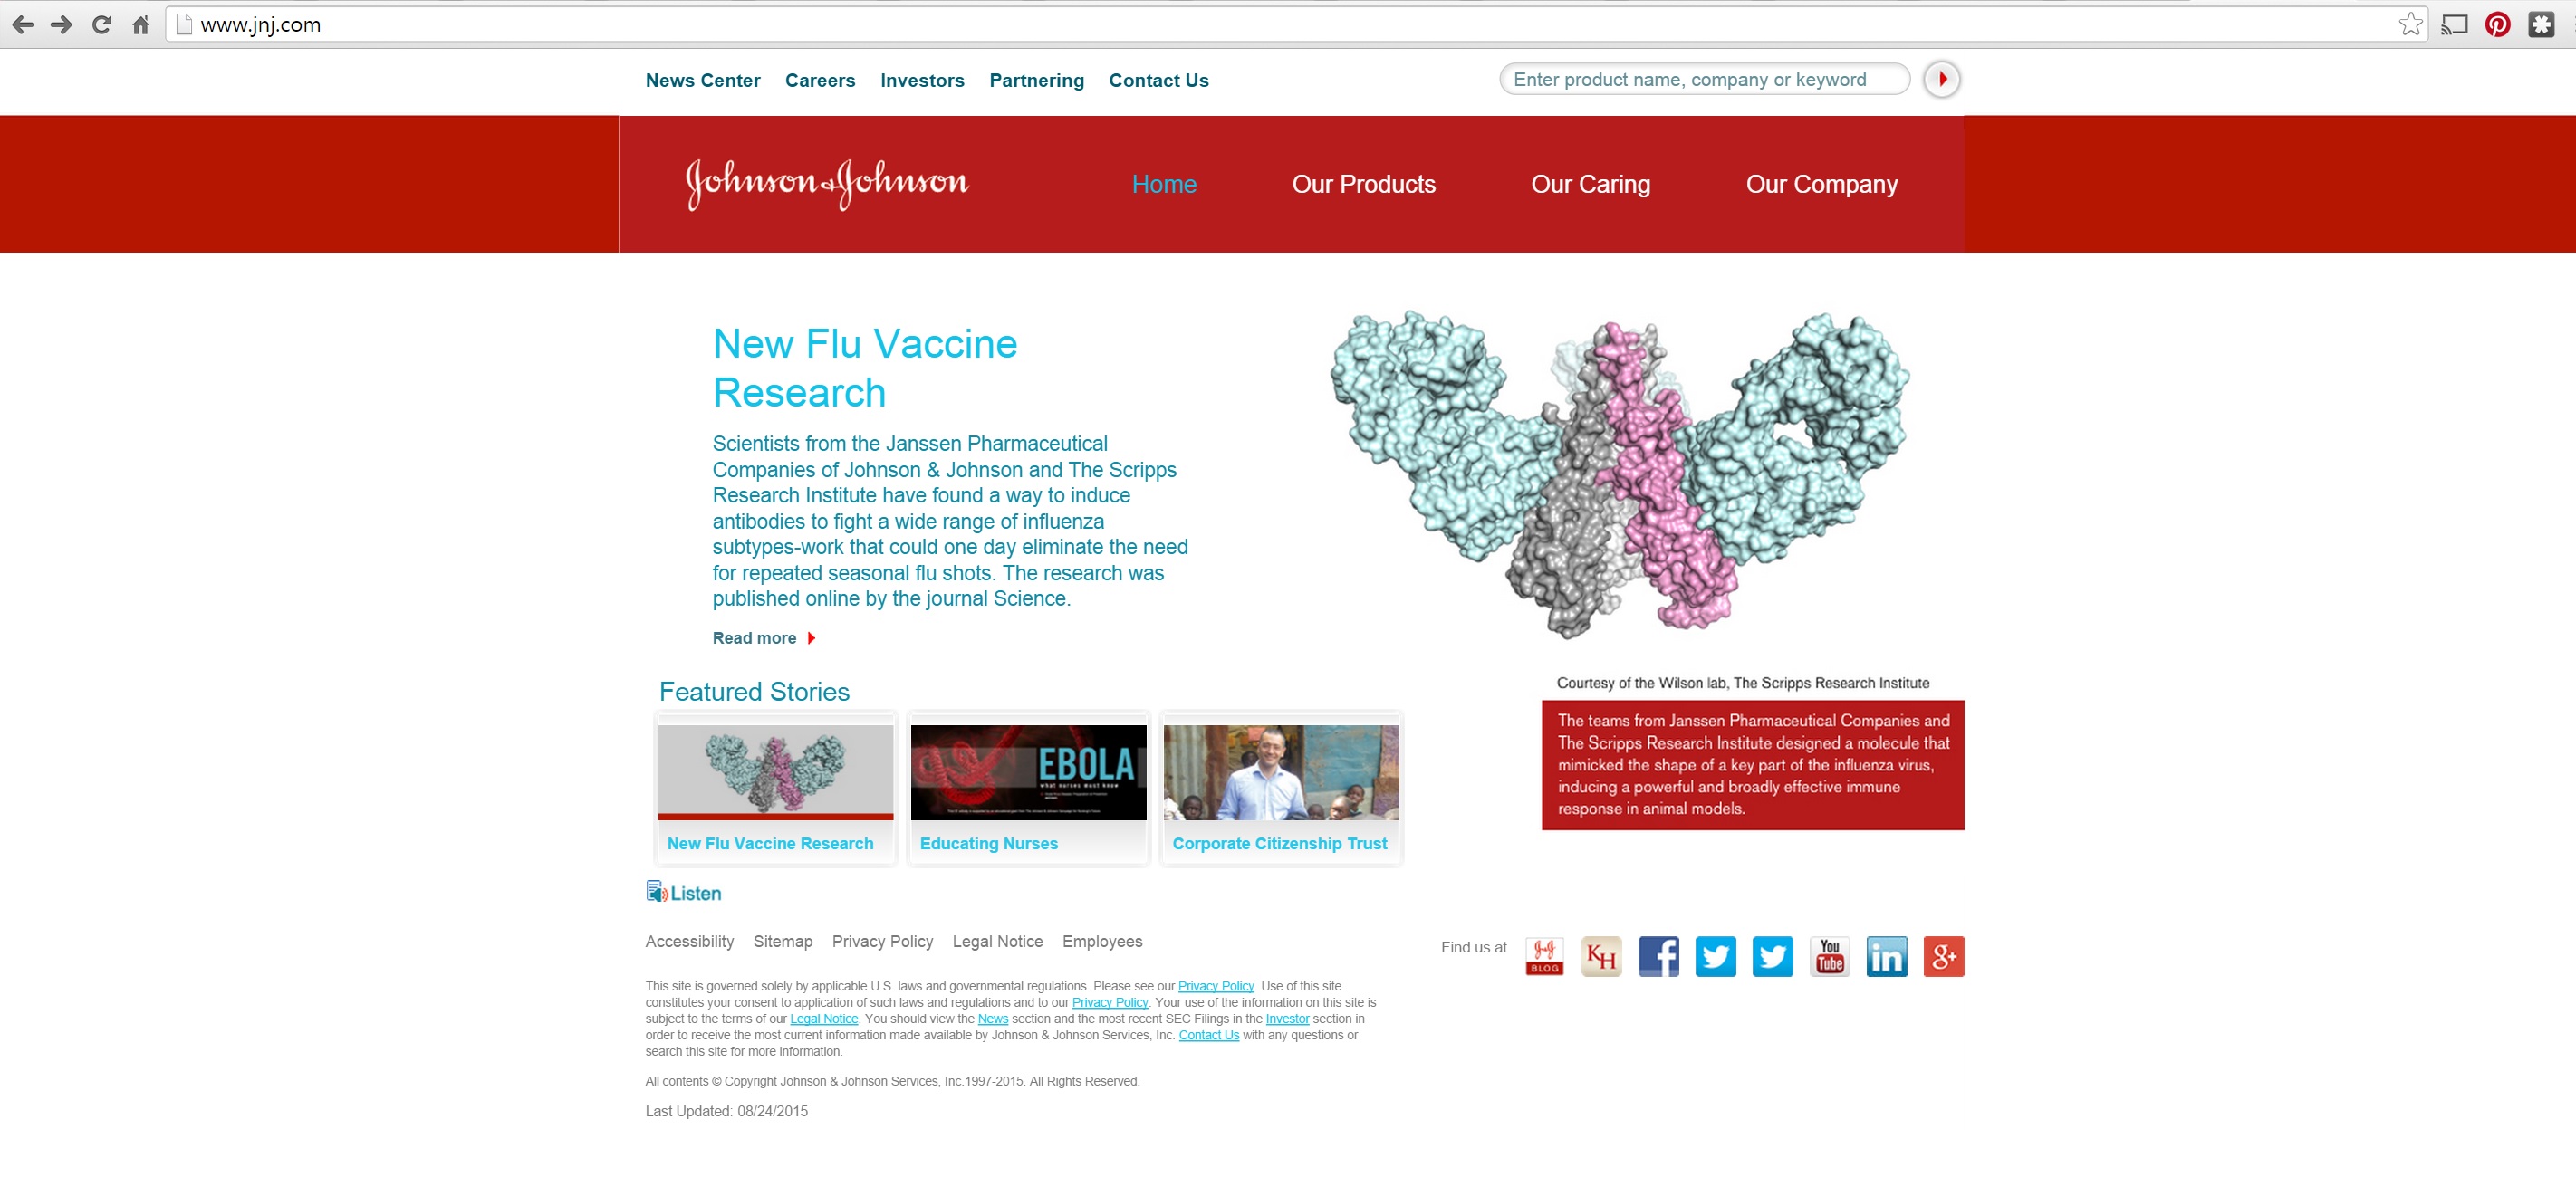 www.jnj.com
News Center Careers Investors Partnering Contact Us
Enter product name, company or keyword
Johnson & Johnson
Home Our Products Our Caring Our Company
New Flu Vaccine
Research
Scientists from the Janssen Pharmaceutical
Companies of Johnson & Johnson and The Scripps
Research Institute have found a way to induce
antibodies to fight a wide range of influenza
subtypes-work that could one day eliminate the need
for repeated seasonal flu shots. The research was
published online by the journal Science.
Read more
Courtesy of the Wilson lab, The Scripps Research Institute
The teams from Janssen Pharmaceutical Companies and
The Scripps Research Institute designed a molecule that
mimicked the shape of a key part of the influenza virus,
inducing a powerful and broadly effective immune
response in animal models.
Featured Stories
EBOLA
what nurses must know
New Flu Vaccine Research
Educating Nurses
Corporate Citizenship Trust
Listen
Accessibility Sitemap Privacy Policy Legal Notice Employees
Find us at
J&J
BLOG
KH
f
You
Tube
in
g+
This site is governed solely by applicable U.S. laws and governmental regulations. Please see our Privacy Policy. Use of this site
constitutes your consent to application of such laws and regulations and to our Privacy Policy. Your use of the information on this site is
subject to the terms of our Legal Notice. You should view the News section and the most recent SEC Filings in the Investor section in
order to receive the most current information made available by Johnson & Johnson Services, Inc. Contact Us with any questions or
search this site for more information.
All contents © Copyright Johnson & Johnson Services, Inc.1997-2015. All Rights Reserved.
Last Updated: 08/24/2015